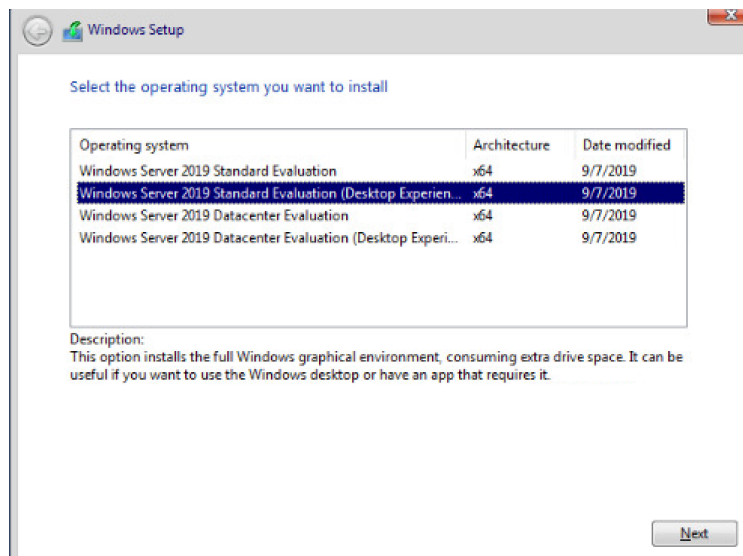 Windows Setup
Select the operating system you want to install
Operating system Architecture Date modified
Windows Server 2019 Standard Evaluation x64 9/7/2019
Windows Server 2019 Standard Evaluation (Desktop Experien... x64 9/7/2019
Windows Server 2019 Datacenter Evaluation x64 9/7/2019
Windows Server 2019 Datacenter Evaluation (Desktop Experi... x64 9/7/2019
Description:
This option installs the full Windows graphical environment, consuming extra drive space. It can be
useful if you want to use the Windows desktop or have an app that requires it.
Next